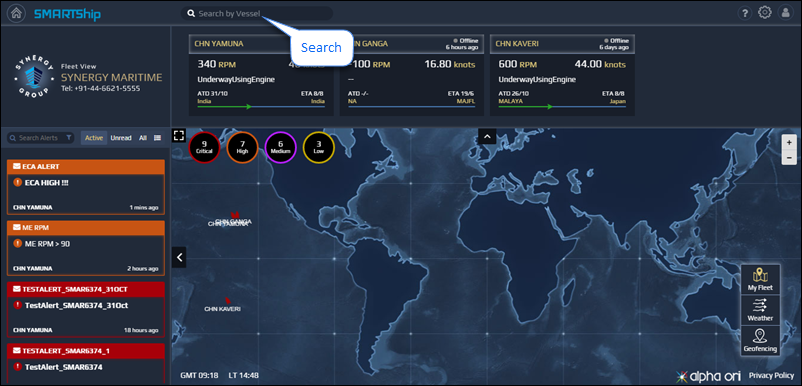 SMARTShip
Search by Vessel
?
Search
SYNERGY
GROUP
Fleet View
SYNERGY MARITIME
Tel: +91-44-6621-5555
CHN YAMUNA
340 RPM
UnderwayUsingEngine
ATD 31/10 ETA 8/8
India India
CHN GANGA
Offline
6 hours ago
100 RPM 16.80 knots
--
ATD -/- ETA 19/6
NA MAJFL
CHN KAVERI
Offline
6 days ago
600 RPM 44.00 knots
UnderwayUsingEngine
ATD 26/10 ETA 8/8
MALAYA Japan
Search Alerts
Active Unread All
ECA ALERT
ECA HIGH !!!
CHN YAMUNA 1 mins ago
ME RPM
ME RPM > 90
CHN YAMUNA 2 hours ago
TESTALERT_SMAR6374_31OCT
TestAlert_SMAR6374_31Oct
CHN YAMUNA 18 hours ago
TESTALERT_SMAR6374_1
TestAlert_SMAR6374
9 Critical
7 High
6 Medium
3 Low
+
−
CHN GANGA
CHN YAMUNA
CHN KAVERI
My Fleet
Weather
Geofencing
GMT 09:18 LT 14:48
alpha ori
Privacy Policy